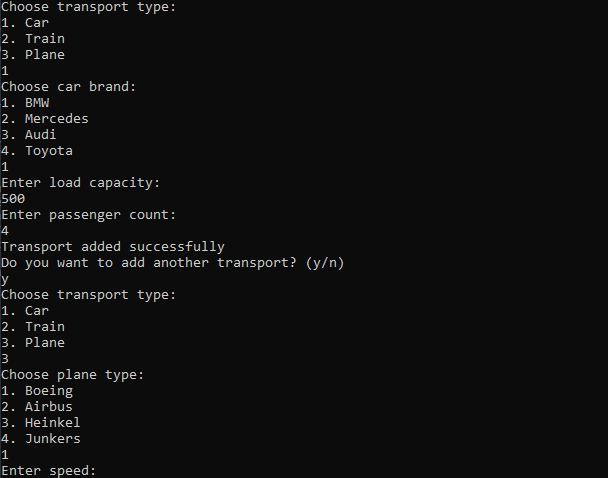 Choose transport type:
1. Car
2. Train
3. Plane
1
Choose car brand:
1. BMW
2. Mercedes
3. Audi
4. Toyota
1
Enter load capacity:
500
Enter passenger count:
4
Transport added successfully
Do you want to add another transport? (y/n)
y
Choose transport type:
1. Car
2. Train
3. Plane
3
Choose plane type:
1. Boeing
2. Airbus
3. Heinkel
4. Junkers
1
Enter speed: